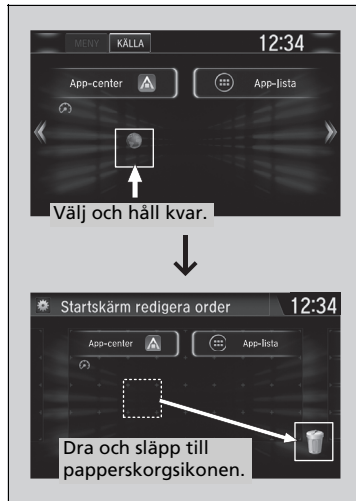 MENY KÄLLA 12:34
App-center App-lista
Välj och håll kvar.
Startskärm redigera order 12:34
App-center App-lista
Dra och släpp till
papperskorgsikonen.